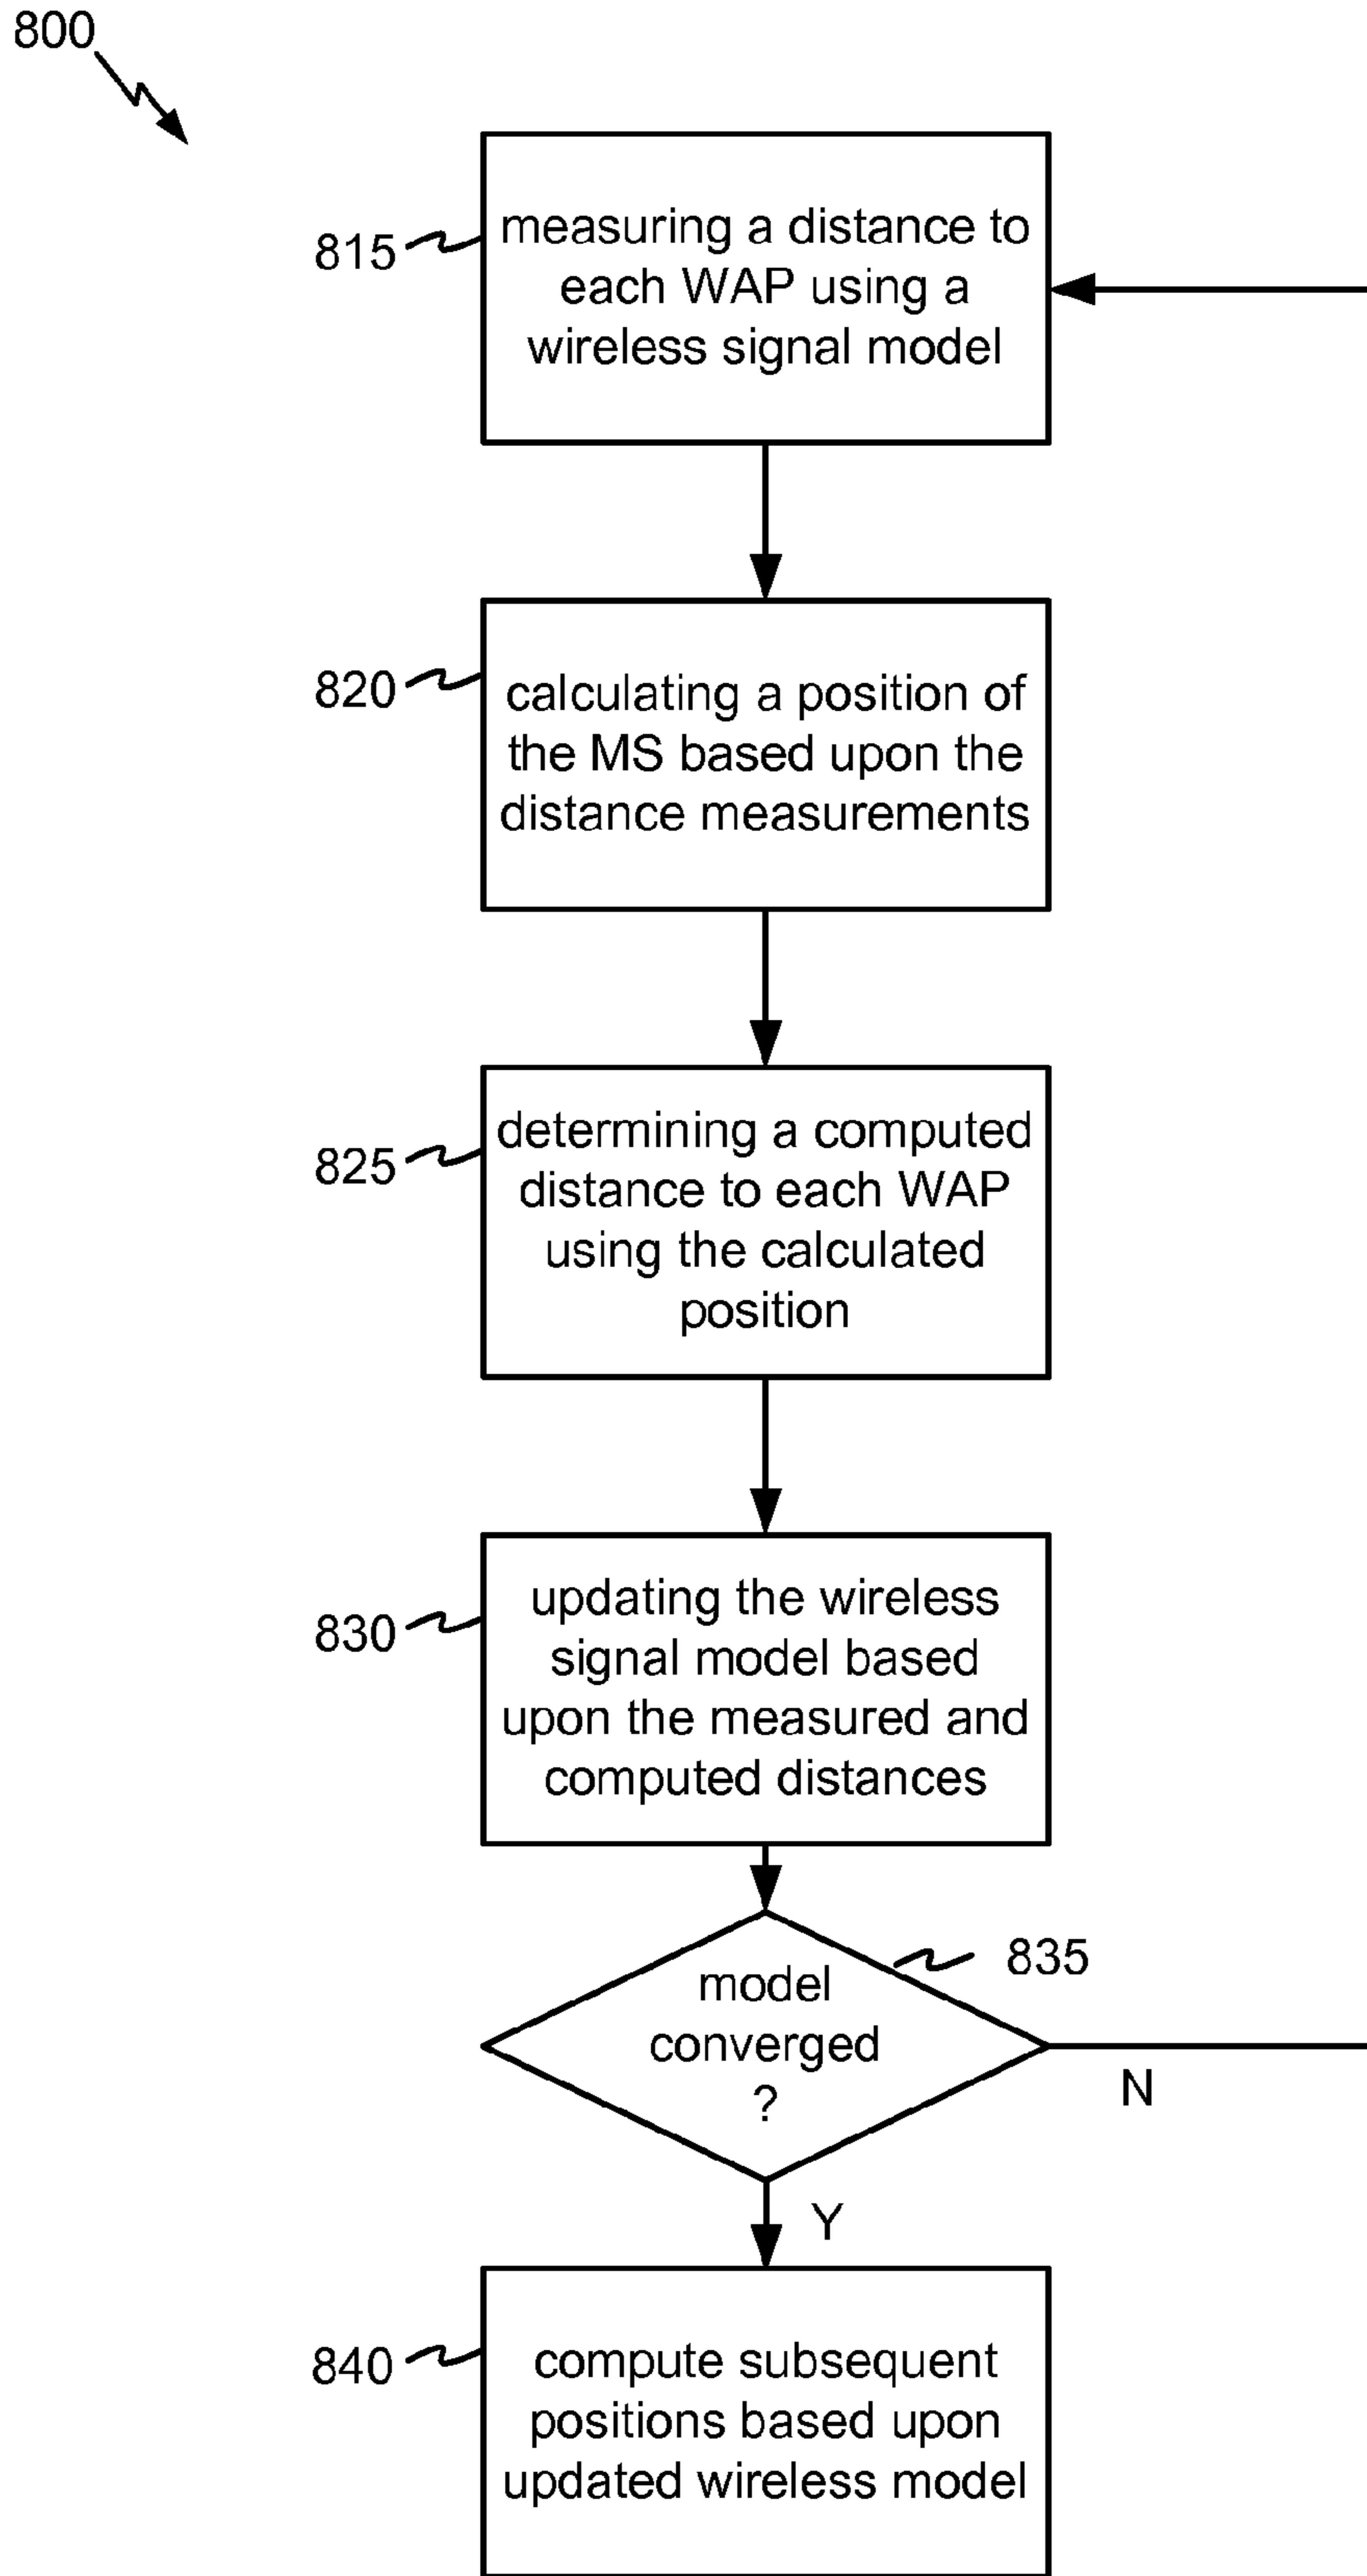 800
815
measuring a distance to
each WAP using a
wireless signal model
820
calculating a position of
the MS based upon the
distance measurements
825
determining a computed
distance to each WAP
using the calculated
position
830
updating the wireless
signal model based
upon the measured and
computed distances
835
model
converged
?
N
Y
840
compute subsequent
positions based upon
updated wireless model